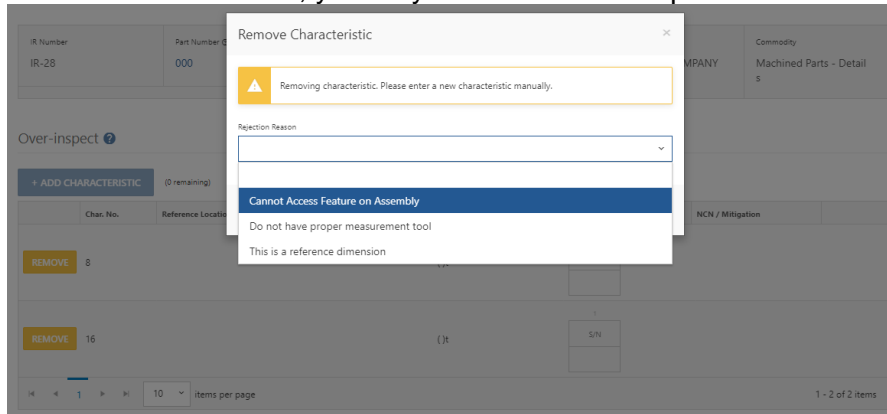 Remove Characteristic ×
IR Number
Part Number
Commodity
IR-28
000
MPANY
Machined Parts - Detail
s
Removing characteristic. Please enter a new characteristic manually.
Rejection Reason
Over-inspect ?
+ ADD CHARACTERISTIC (0 remaining)
Cannot Access Feature on Assembly
Do not have proper measurement tool
This is a reference dimension
Char. No. Reference Locatio NCN / Mitigation
REMOVE 8 ( )t
REMOVE 16 ( )t S/N
1 10 items per page 1 - 2 of 2 items